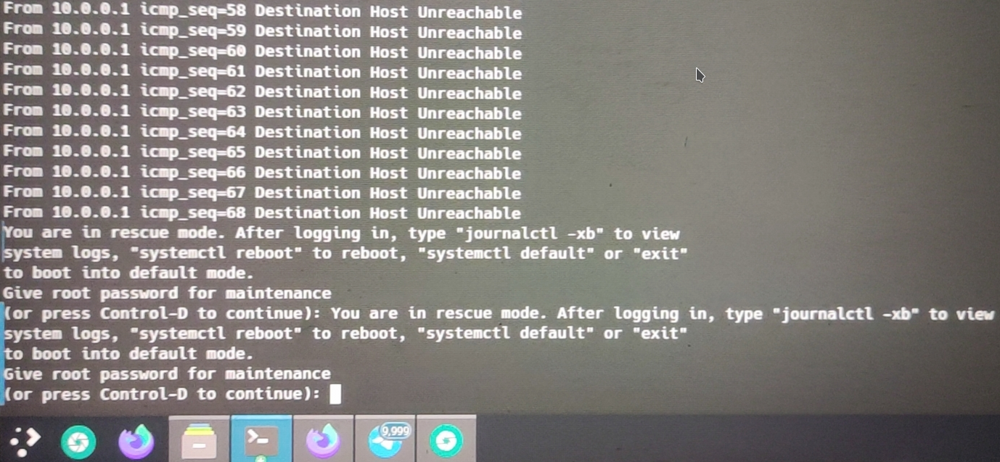 From 10.0.0.1 icmp_seq=58 Destination Host Unreachable
From 10.0.0.1 icmp_seq=59 Destination Host Unreachable
From 10.0.0.1 icmp_seq=60 Destination Host Unreachable
From 10.0.0.1 icmp_seq=61 Destination Host Unreachable
From 10.0.0.1 icmp_seq=62 Destination Host Unreachable
From 10.0.0.1 icmp_seq=63 Destination Host Unreachable
From 10.0.0.1 icmp_seq=64 Destination Host Unreachable
From 10.0.0.1 icmp_seq=65 Destination Host Unreachable
From 10.0.0.1 icmp_seq=66 Destination Host Unreachable
From 10.0.0.1 icmp_seq=67 Destination Host Unreachable
From 10.0.0.1 icmp_seq=68 Destination Host Unreachable
You are in rescue mode. After logging in, type "journalctl -xb" to view
system logs, "systemctl reboot" to reboot, "systemctl default" or "exit"
to boot into default mode.
Give root password for maintenance
(or press Control-D to continue): You are in rescue mode. After logging in, type "journalctl -xb" to view
system logs, "systemctl reboot" to reboot, "systemctl default" or "exit"
to boot into default mode.
Give root password for maintenance
(or press Control-D to continue):
9,999